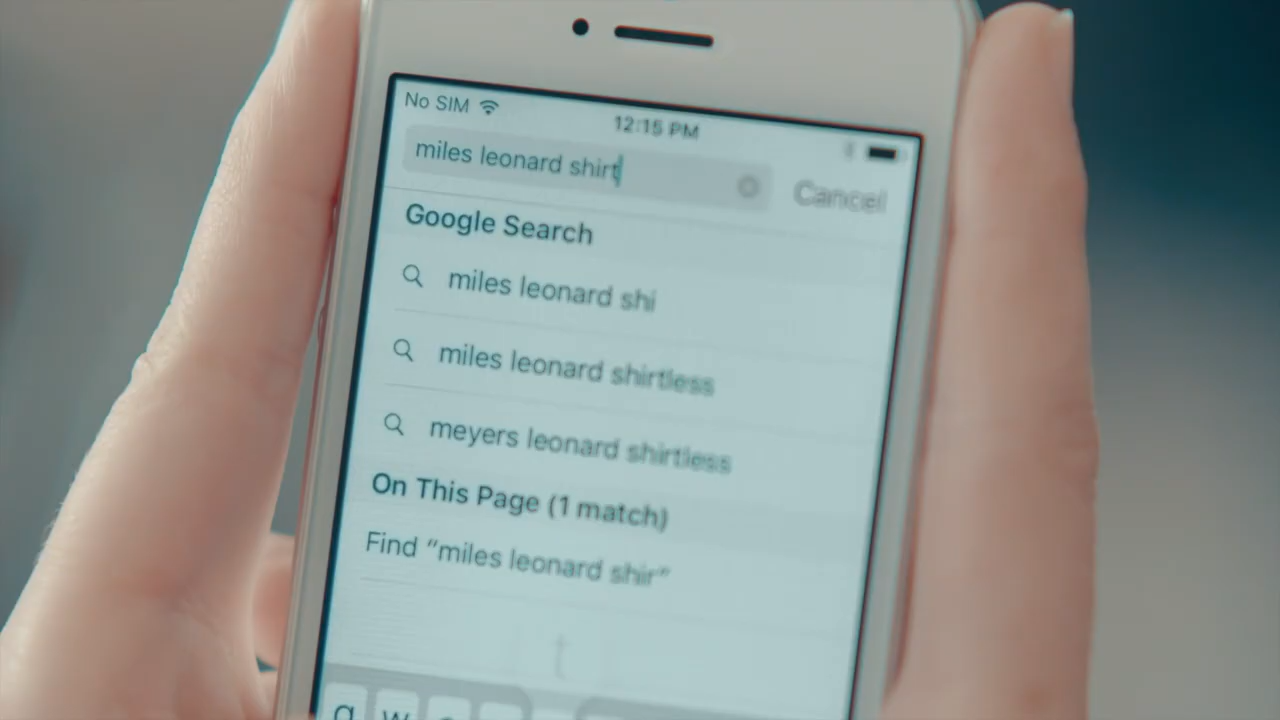 No SIM
12:15 PM
miles leonard shirt
Cancel
Google Search
miles leonard shi
miles leonard shirtless
meyers leonard shirtless
On This Page (1 match)
Find “miles leonard shir”
t
q w